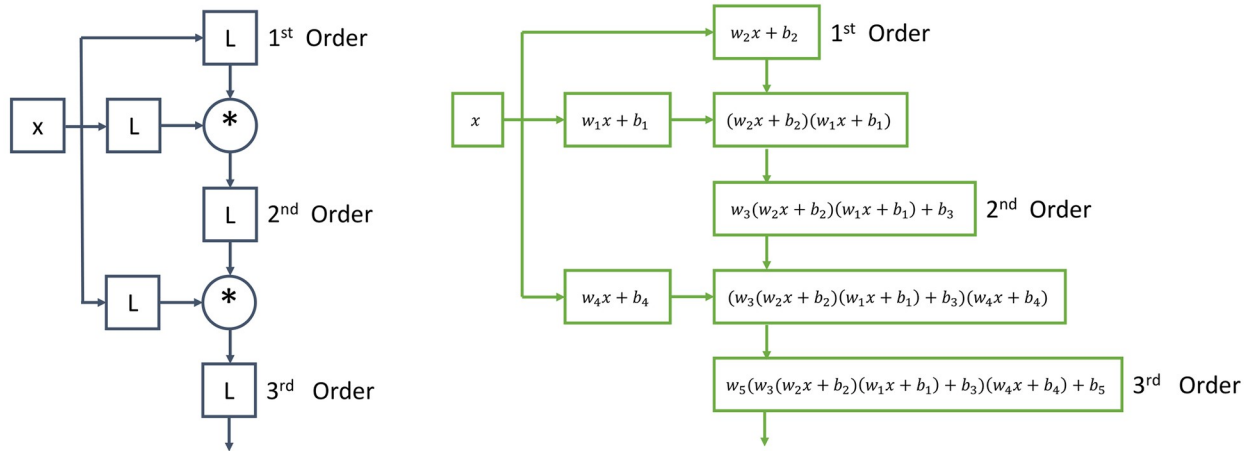 L 1st Order
x L *
L 2nd Order
L *
L 3rd Order
w₂x + b₂ 1st Order
x w₁x + b₁ (w₂x + b₂)(w₁x + b₁)
w₃(w₂x + b₂)(w₁x + b₁) + b₃ 2nd Order
w₄x + b₄ (w₃(w₂x + b₂)(w₁x + b₁) + b₃)(w₄x + b₄)
w₅(w₃(w₂x + b₂)(w₁x + b₁) + b₃)(w₄x + b₄) + b₅ 3rd Order